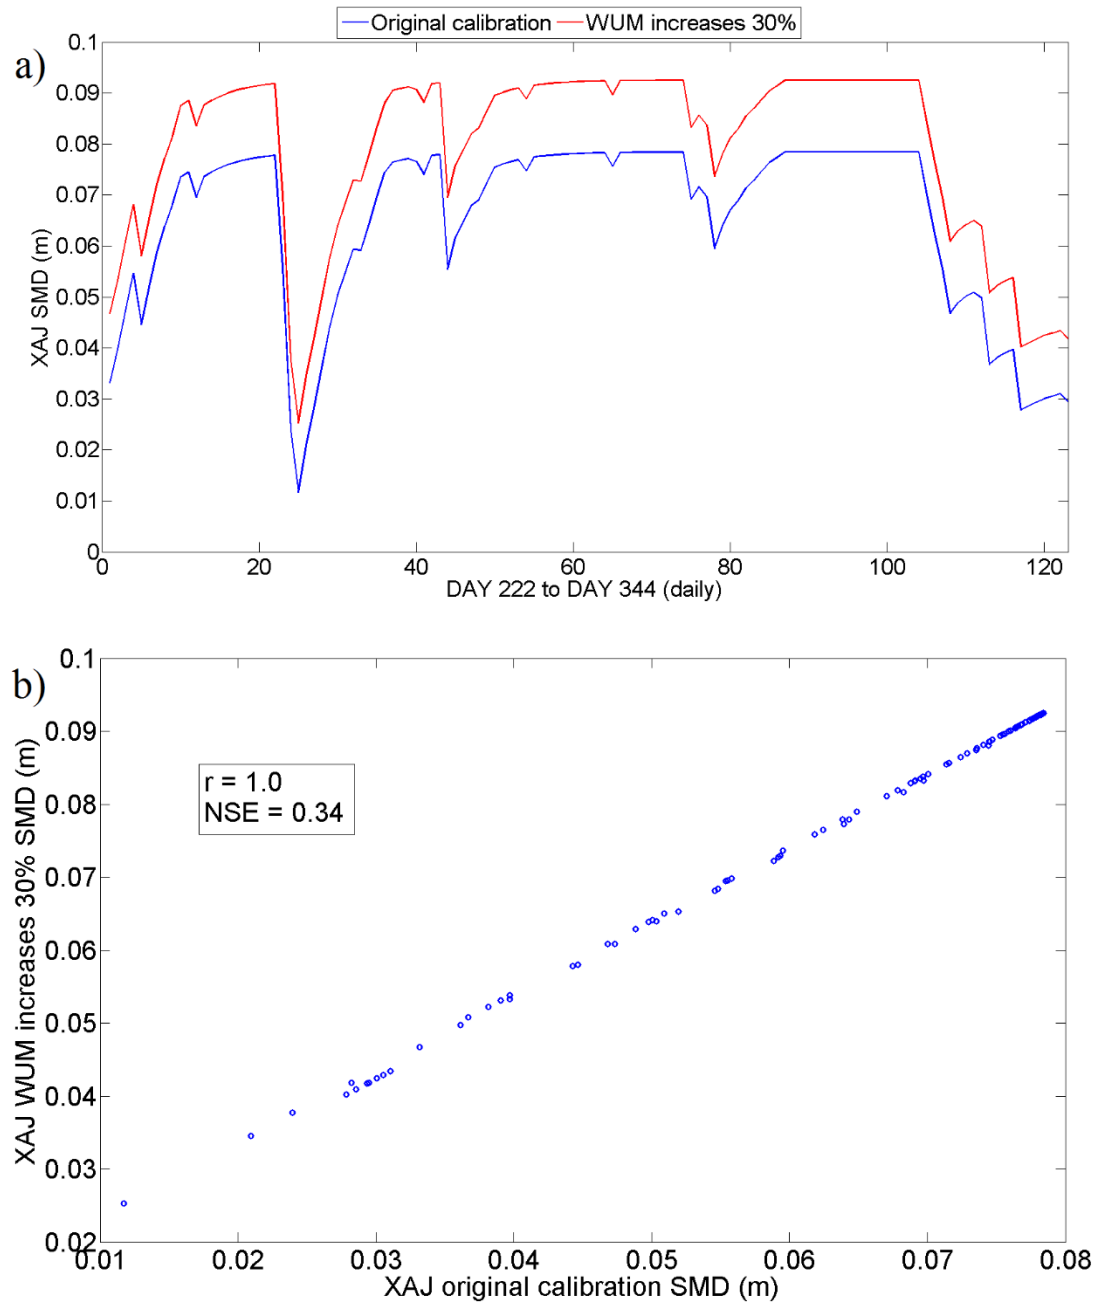 Original calibration WUM increases 30%
a)
0.1
0.09
0.08
0.07
0.06
0.05
0.04
0.03
0.02
0.01
0
XAJ SMD (m)
0 20 40 60 80 100 120
DAY 222 to DAY 344 (daily)
b)
0.1
0.09
0.08
0.07
0.06
0.05
0.04
0.03
0.02
XAJ WUM increases 30% SMD (m)
r = 1.0
NSE = 0.34
0.01 0.02 0.03 0.04 0.05 0.06 0.07 0.08
XAJ original calibration SMD (m)